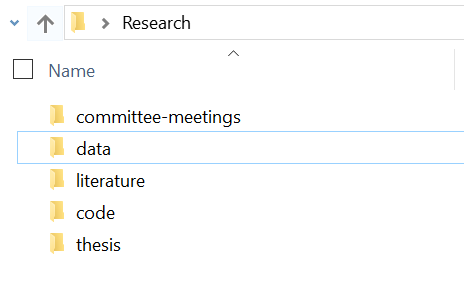 Research
Name
committee-meetings
data
literature
code
thesis